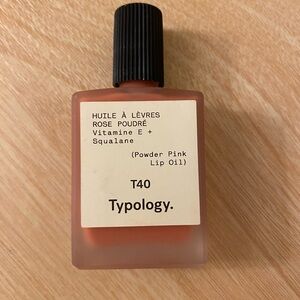 HUILE À LÈVRES
ROSE POUDRÉ
Vitamine E +
Squalane
(Powder Pink
Lip Oil)
T40
Typology.